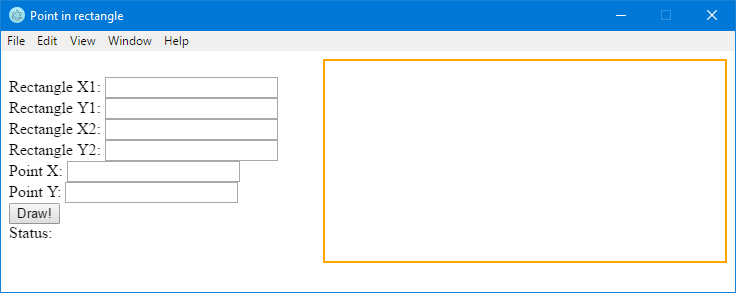 Point in rectangle
File Edit View Window Help
Rectangle X1:
Rectangle Y1:
Rectangle X2:
Rectangle Y2:
Point X:
Point Y:
Draw!
Status: